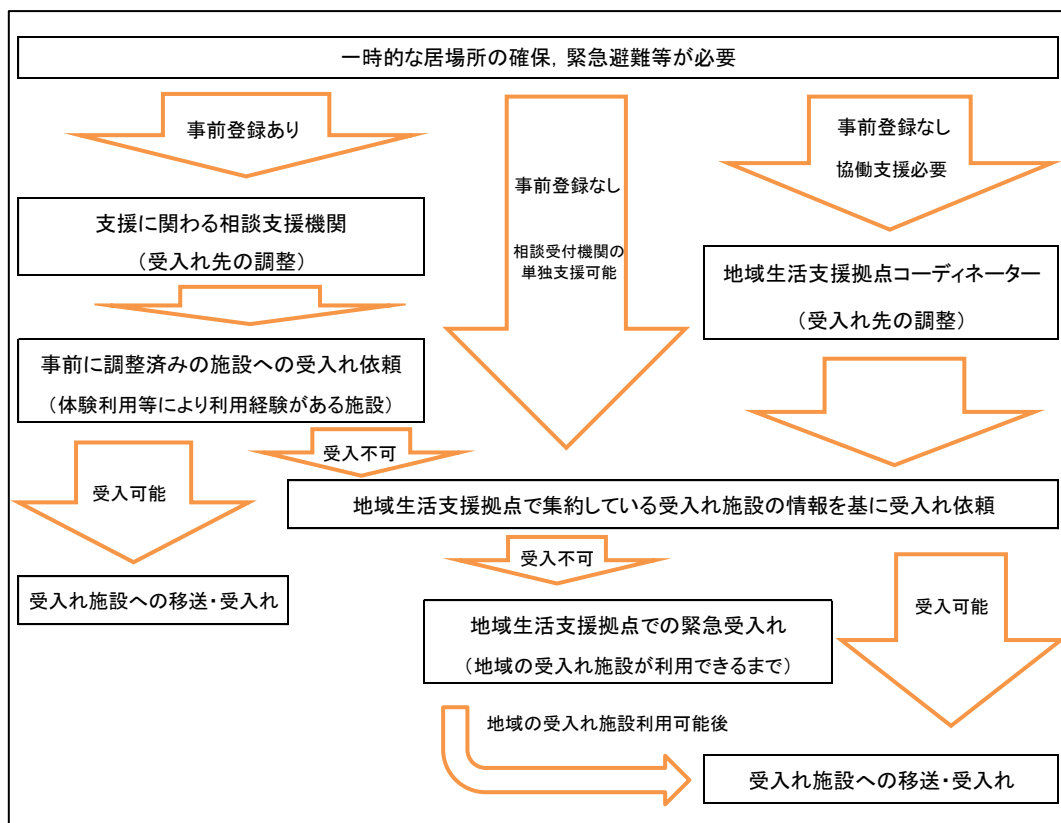 一時的な居場所の確保，緊急避難等が必要
事前登録あり
事前登録なし
相談受付機関の
単独支援可能
事前登録なし
協働支援必要
支援に関わる相談支援機関
（受入れ先の調整）
地域生活支援拠点コーディネーター
（受入れ先の調整）
事前に調整済みの施設への受入れ依頼
（体験利用等により利用経験がある施設）
受入可能
受入不可
地域生活支援拠点で集約している受入れ施設の情報を基に受入れ依頼
受入れ施設への移送・受入れ
受入不可
受入可能
地域生活支援拠点での緊急受入れ
（地域の受入れ施設が利用できるまで）
地域の受入れ施設利用可能後
受入れ施設への移送・受入れ